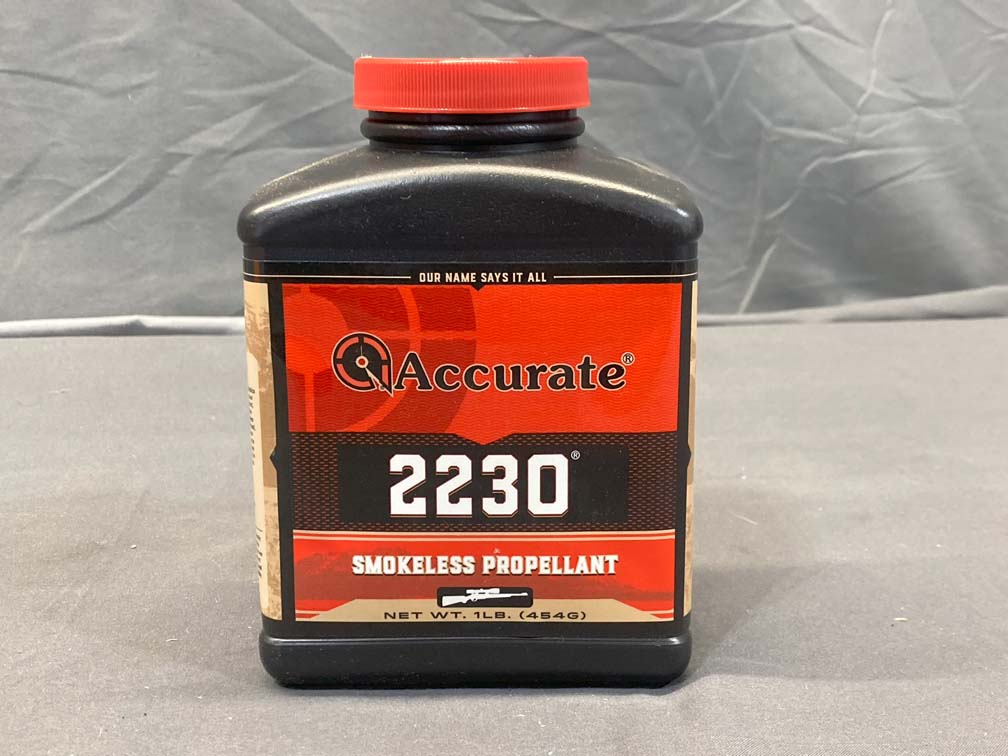 OUR NAME SAYS IT ALL
Accurate®
2230®
SMOKELESS PROPELLANT
NET WT. 1LB. (454G)